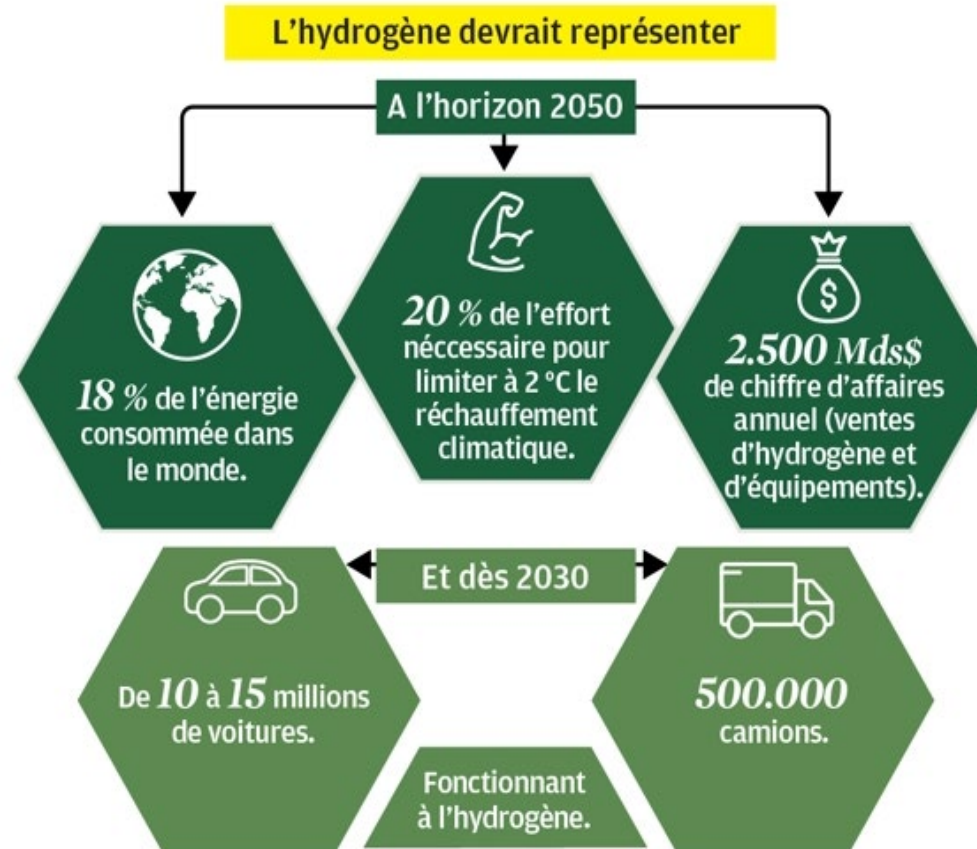 L'hydrogène devrait représenter
A l'horizon 2050
18 % de l'énergie
consommée dans
le monde.
20 % de l'effort
néccessaire pour
limiter à 2 °C le
réchauffement
climatique.
$
2.500 Mds$
de chiffre d'affaires
annuel (ventes
d'hydrogène et
d'équipements).
Et dès 2030
De 10 à 15 millions
de voitures.
500.000
camions.
Fonctionnant
à l'hydrogène.